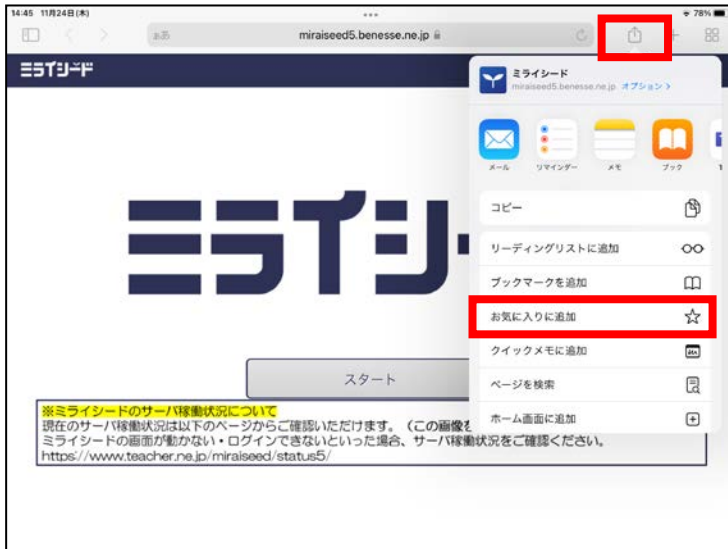 14:45 11月24日(木)
78%
ああ
miraiseed5.benesse.ne.jp
ミライシード
ミライシード
miraiseed5.benesse.ne.jp オプション >
メール
リマインダー
メモ
ブック
コピー
リーディングリストに追加
ブックマークを追加
お気に入りに追加
クイックメモに追加
ページを検索
ホーム画面に追加
ミライシ
スタート
※ミライシードのサーバ稼働状況について
現在のサーバ稼働状況は以下のページからご確認いただけます。（この画像を
ミライシードの画面が動かない・ログインできないといった場合、サーバ稼働状況をご確認ください。
https://www.teacher.ne.jp/miraiseed/status5/